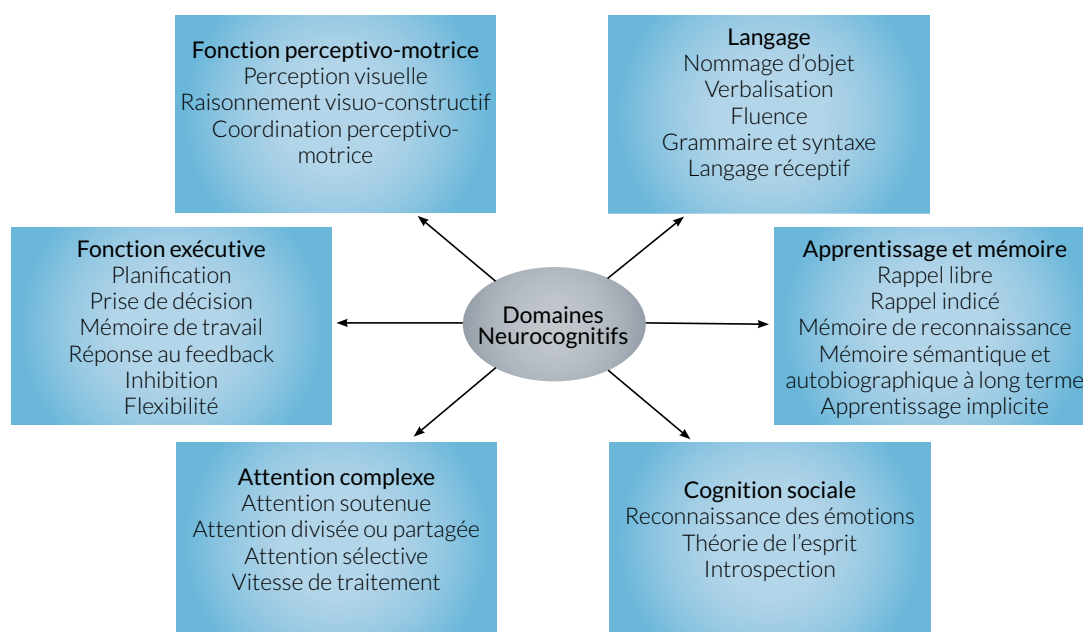 Fonction perceptivo-motrice
Perception visuelle
Raisonnement visuo-constructif
Coordination perceptivo-
motrice
Langage
Nommage d'objet
Verbalisation
Fluence
Grammaire et syntaxe
Langage réceptif
Fonction exécutive
Planification
Prise de décision
Mémoire de travail
Réponse au feedback
Inhibition
Flexibilité
Domaines
Neurocognitifs
Apprentissage et mémoire
Rappel libre
Rappel indicé
Mémoire de reconnaissance
Mémoire sémantique et
autobiographique à long terme
Apprentissage implicite
Attention complexe
Attention soutenue
Attention divisée ou partagée
Attention sélective
Vitesse de traitement
Cognition sociale
Reconnaissance des émotions
Théorie de l'esprit
Introspection